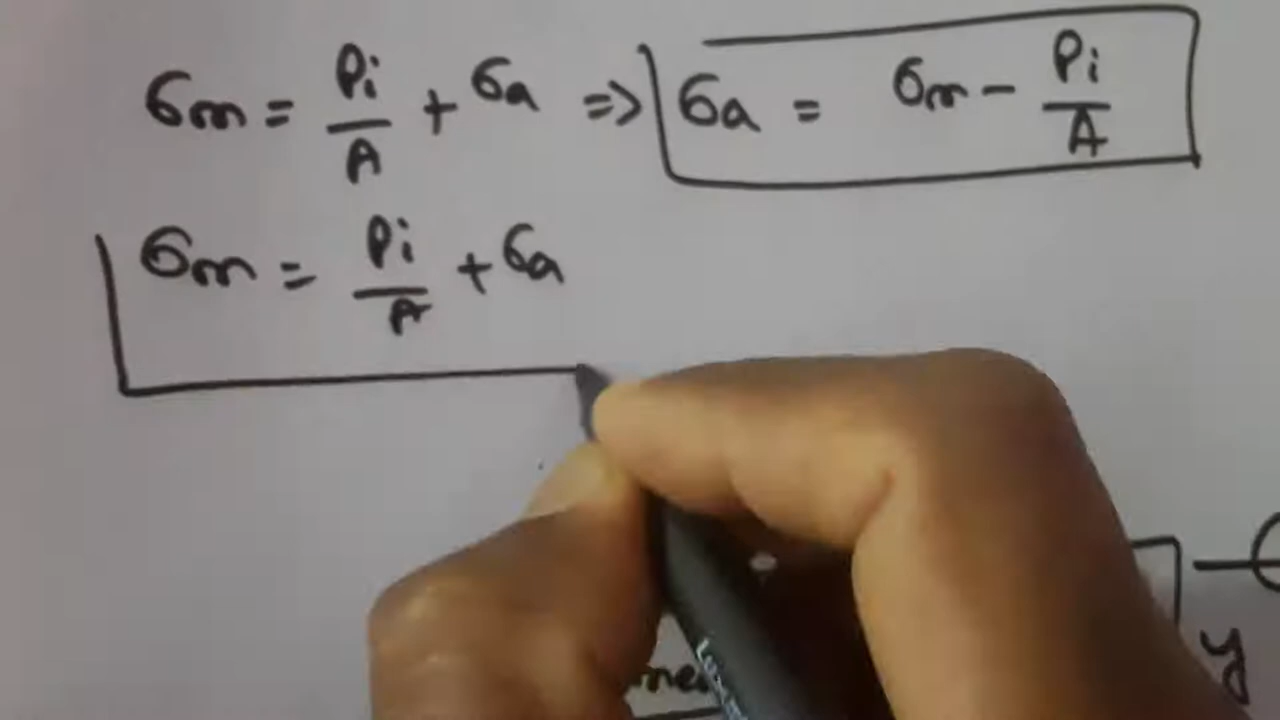 σm = Pi/A + σa => σa = σm - Pi/A
σm = Pi/A + σa
y